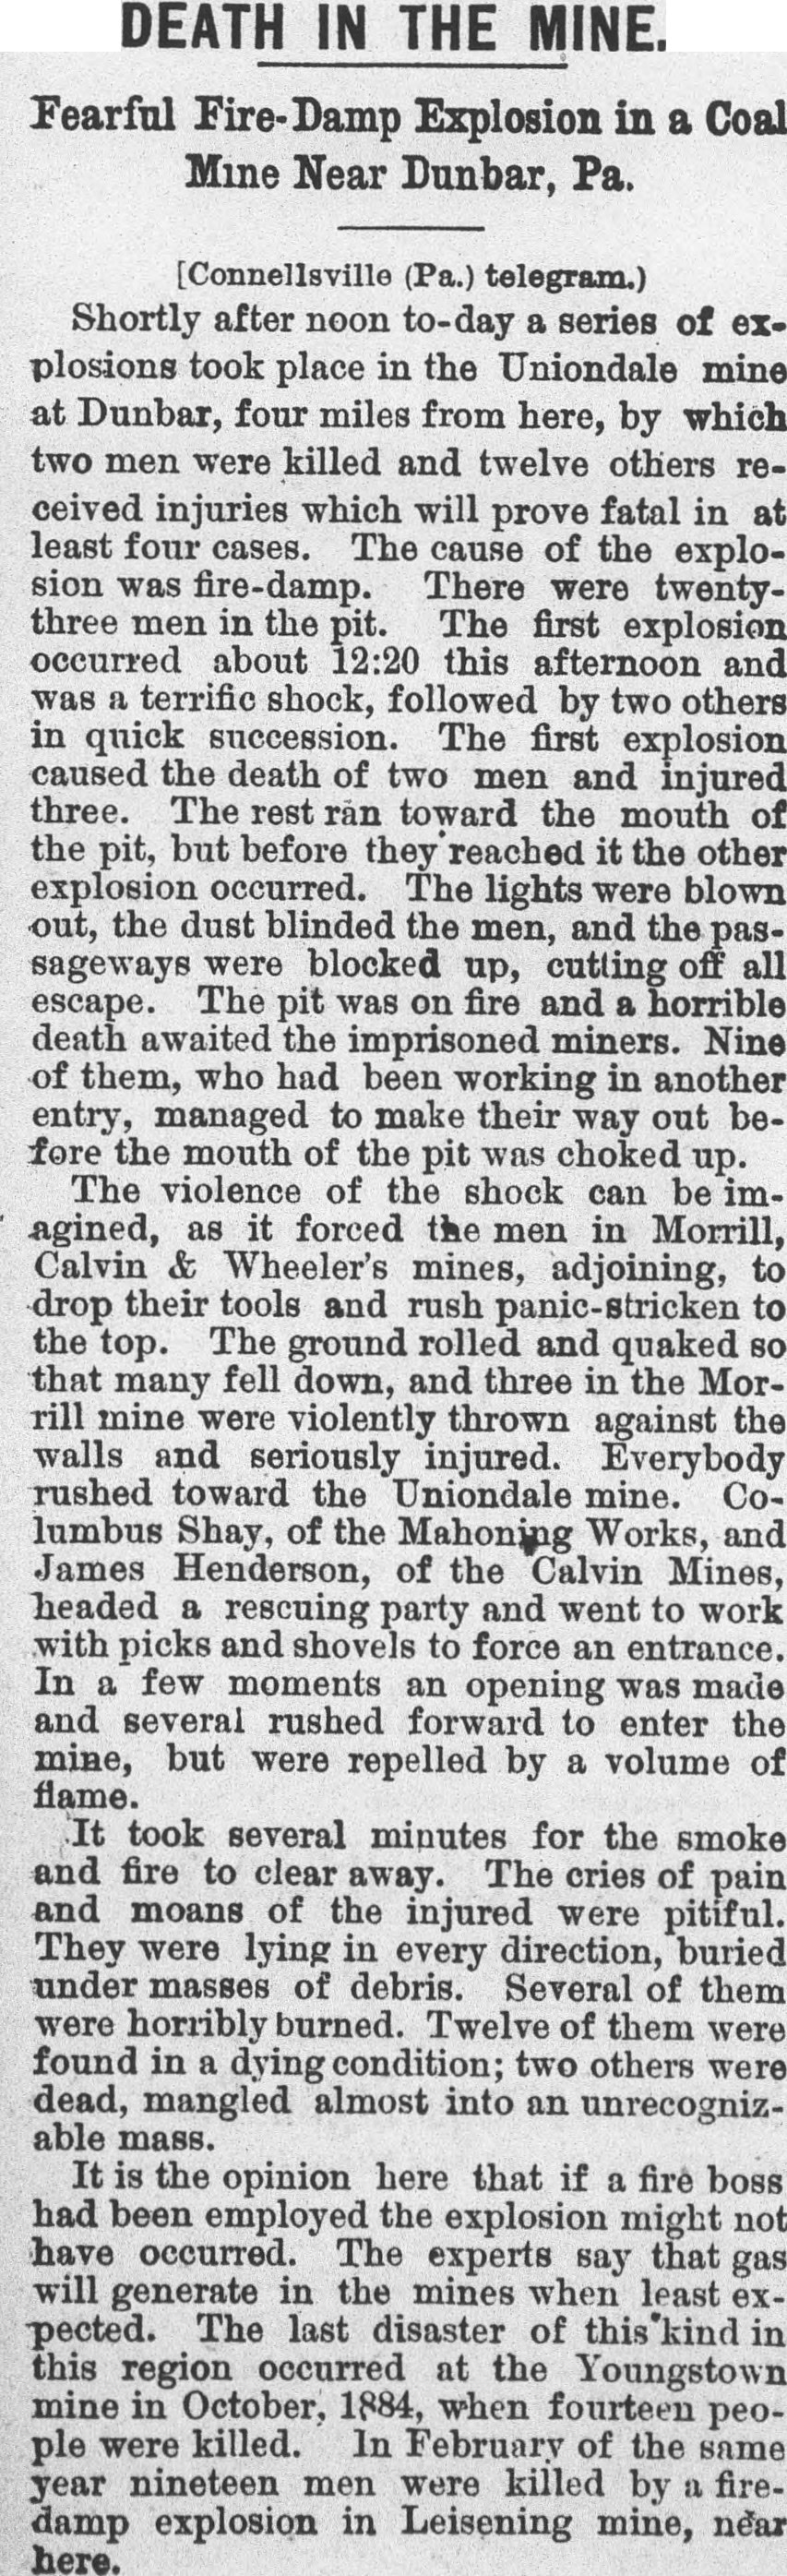 DEATH IN THE MINE.
Fearful Fire-Damp Explosion in a Coal
Mine Near Dunbar, Pa.
[Connellsville (Pa.) telegram.)
Shortly after noon to-day a series of ex-
plosions took place in the Uniondale mine
at Dunbar, four miles from here, by which
two men were killed and twelve others re-
ceived injuries which will prove fatal in at
least four cases. The cause of the explo-
sion was fire-damp. There were twenty-
three men in the pit. The first explosion
occurred about 12:20 this afternoon and
was a terrific shock, followed by two others
in quick succession. The first explosion
caused the death of two men and injured
three. The rest ran toward the mouth of
the pit, but before they reached it the other
explosion occurred. The lights were blown
out, the dust blinded the men, and the pas-
sageways were blocked up, cutting off all
escape. The pit was on fire and a horrible
death awaited the imprisoned miners. Nine
of them, who had been working in another
entry, managed to make their way out be-
fore the mouth of the pit was choked up.
The violence of the shock can be im-
agined, as it forced the men in Morrill,
Calvin & Wheeler's mines, adjoining, to
drop their tools and rush panic-stricken to
the top. The ground rolled and quaked so
that many fell down, and three in the Mor-
rill mine were violently thrown against the
walls and seriously injured. Everybody
rushed toward the Uniondale mine. Co-
lumbus Shay, of the Mahoning Works, and
James Henderson, of the Calvin Mines,
headed a rescuing party and went to work
with picks and shovels to force an entrance.
In a few moments an opening was made
and several rushed forward to enter the
mine, but were repelled by a volume of
flame.
It took several minutes for the smoke
and fire to clear away. The cries of pain
and moans of the injured were pitiful.
They were lying in every direction, buried
under masses of debris. Several of them
were horribly burned. Twelve of them were
found in a dying condition; two others were
dead, mangled almost into an unrecogniz-
able mass.
It is the opinion here that if a fire boss
had been employed the explosion might not
have occurred. The experts say that gas
will generate in the mines when least ex-
pected. The last disaster of this kind in
this region occurred at the Youngstown
mine in October, 1884, when fourteen peo-
ple were killed. In February of the same
year nineteen men were killed by a fire-
damp explosion in Leisening mine, near
here.